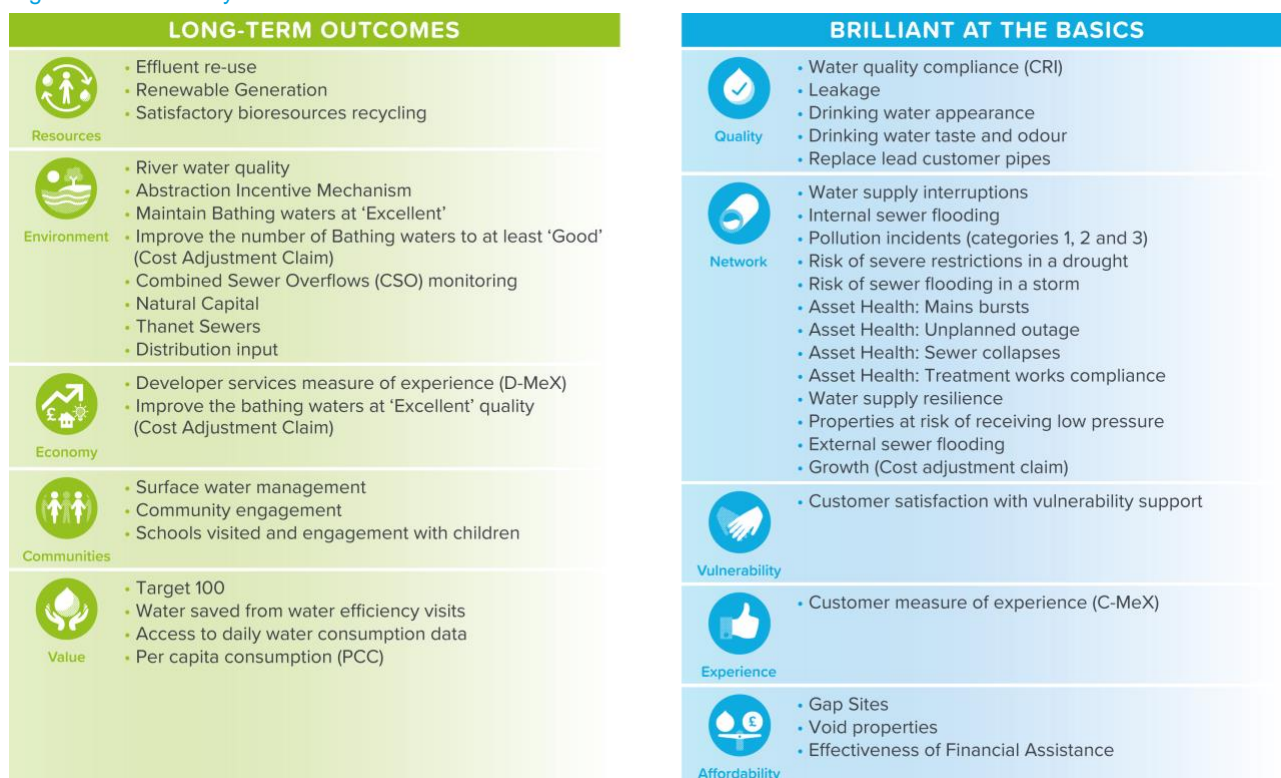 LONG-TERM OUTCOMES
• Effluent re-use
• Renewable Generation
• Satisfactory bioresources recycling
Resources
• River water quality
• Abstraction Incentive Mechanism
• Maintain Bathing waters at ‘Excellent’
• Improve the number of Bathing waters to at least ‘Good’
(Cost Adjustment Claim)
• Combined Sewer Overflows (CSO) monitoring
• Natural Capital
• Thanet Sewers
• Distribution input
Environment
• Developer services measure of experience (D-MeX)
• Improve the bathing waters at ‘Excellent’ quality
(Cost Adjustment Claim)
£
Economy
• Surface water management
• Community engagement
• Schools visited and engagement with children
Communities
• Target 100
• Water saved from water efficiency visits
• Access to daily water consumption data
• Per capita consumption (PCC)
Value
BRILLIANT AT THE BASICS
• Water quality compliance (CRI)
• Leakage
• Drinking water appearance
• Drinking water taste and odour
• Replace lead customer pipes
Quality
• Water supply interruptions
• Internal sewer flooding
• Pollution incidents (categories 1, 2 and 3)
• Risk of severe restrictions in a drought
• Risk of sewer flooding in a storm
• Asset Health: Mains bursts
• Asset Health: Unplanned outage
• Asset Health: Sewer collapses
• Asset Health: Treatment works compliance
• Water supply resilience
• Properties at risk of receiving low pressure
• External sewer flooding
• Growth (Cost adjustment claim)
Network
• Customer satisfaction with vulnerability support
Vulnerability
• Customer measure of experience (C-MeX)
Experience
• Gap Sites
• Void properties
• Effectiveness of Financial Assistance
£
Affordability